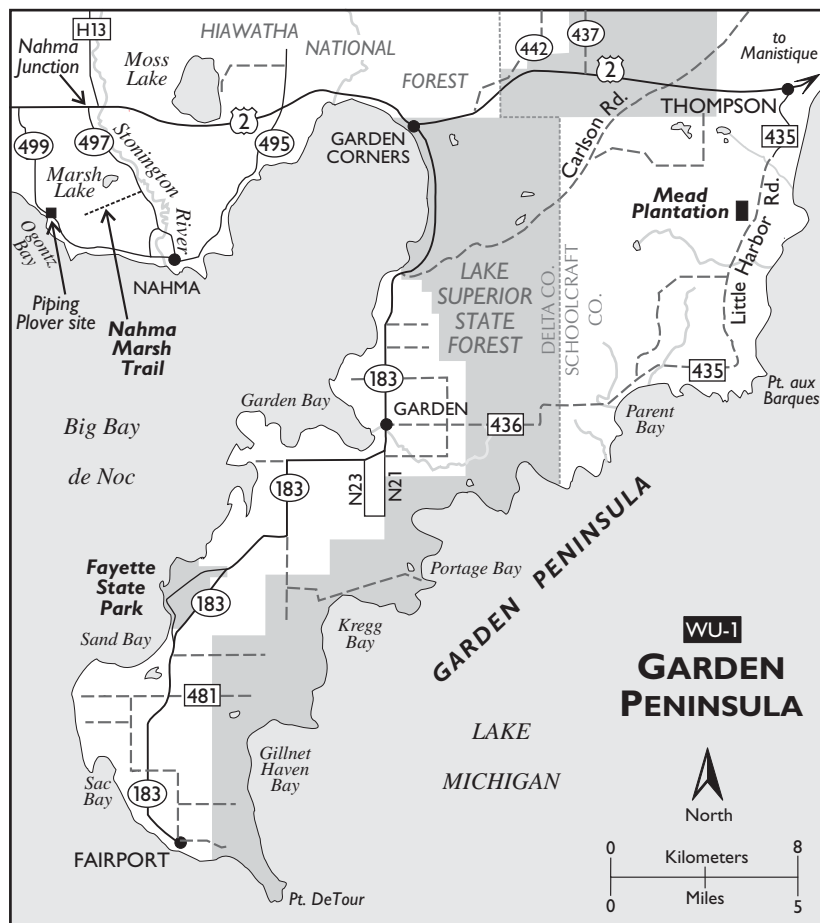 H13
HIAWATHA
NATIONAL
FOREST
442
437
2
to
Manistique
Nahma
Junction
Moss
Lake
2
THOMPSON
499
497
Stonington
River
495
GARDEN
CORNERS
Carlson Rd.
435
Marsh
Lake
Mead
Plantation
Little Harbor Rd.
Ogontz
Bay
NAHMA
LAKE
SUPERIOR
STATE
FOREST
DELTA CO.
SCHOOLCRAFT
CO.
Piping
Plover site
Nahma
Marsh
Trail
183
435
Pt. aux
Barques
Garden Bay
GARDEN
436
Parent
Bay
Big Bay
de Noc
183
N23
N21
GARDEN PENINSULA
Fayette
State
Park
183
Portage Bay
Sand Bay
Kregg
Bay
WU-1
GARDEN
PENINSULA
481
LAKE
MICHIGAN
Gillnet
Haven
Bay
Sac
Bay
183
North
FAIRPORT
0
8
Kilometers
Miles
0
5
Pt. DeTour